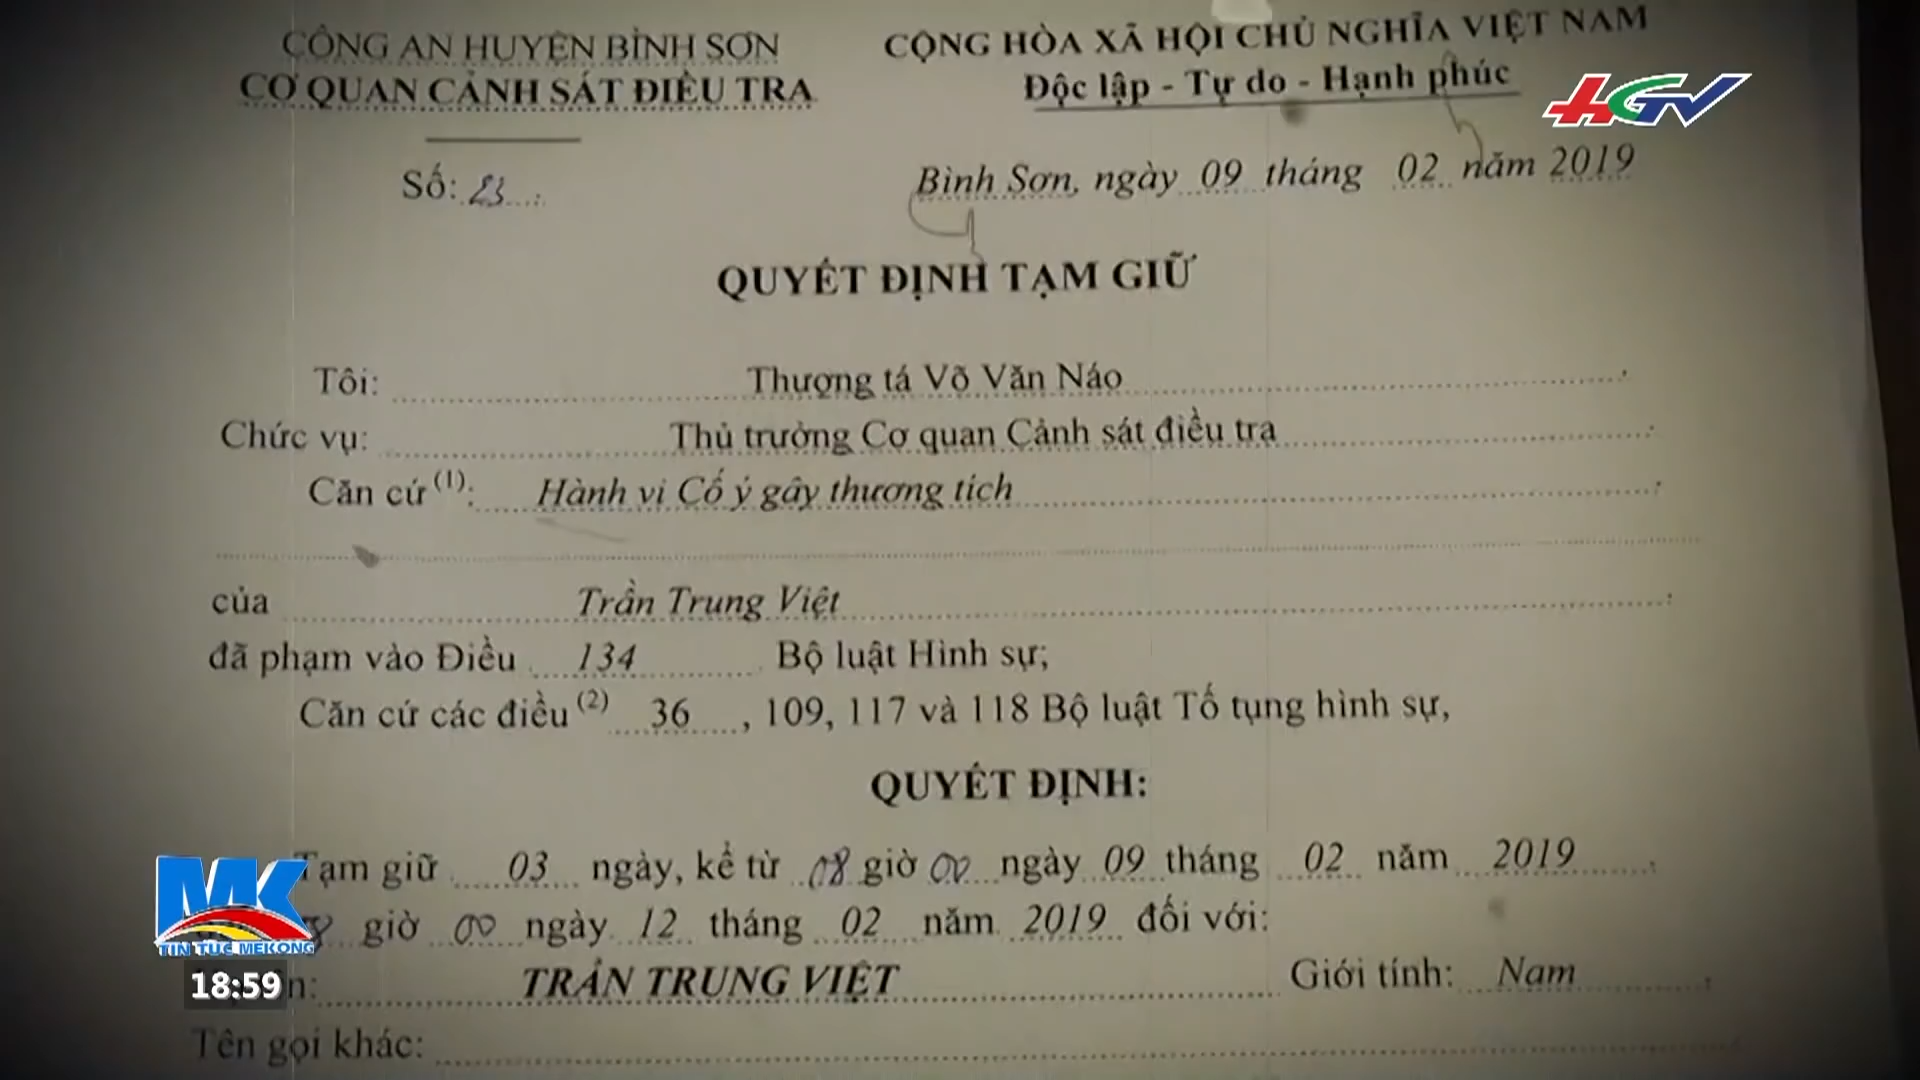 CÔNG AN HUYỆN BÌNH SƠN
CƠ QUAN CẢNH SÁT ĐIỀU TRA
CỘNG HÒA XÃ HỘI CHỦ NGHĨA VIỆT NAM
Độc lập - Tự do - Hạnh phúc
HGV
Số: 23
Bình Sơn, ngày 09 tháng 02 năm 2019
QUYẾT ĐỊNH TẠM GIỮ
Tôi: Thượng tá Võ Văn Náo
Chức vụ: Thủ trưởng Cơ quan Cảnh sát điều tra
Căn cứ (1): Hành vi Cố ý gây thương tích
của Trần Trung Việt
đã phạm vào Điều 134 Bộ luật Hình sự;
Căn cứ các điều (2) 36, 109, 117 và 118 Bộ luật Tố tụng hình sự,
QUYẾT ĐỊNH:
Tạm giữ 03 ngày, kể từ 08 giờ 00 ngày 09 tháng 02 năm 2019
8 giờ 00 ngày 12 tháng 02 năm 2019 đối với:
TRẦN TRUNG VIỆT Giới tính: Nam
Tên gọi khác:
MK
TIN TỨC MEKONG
18:59